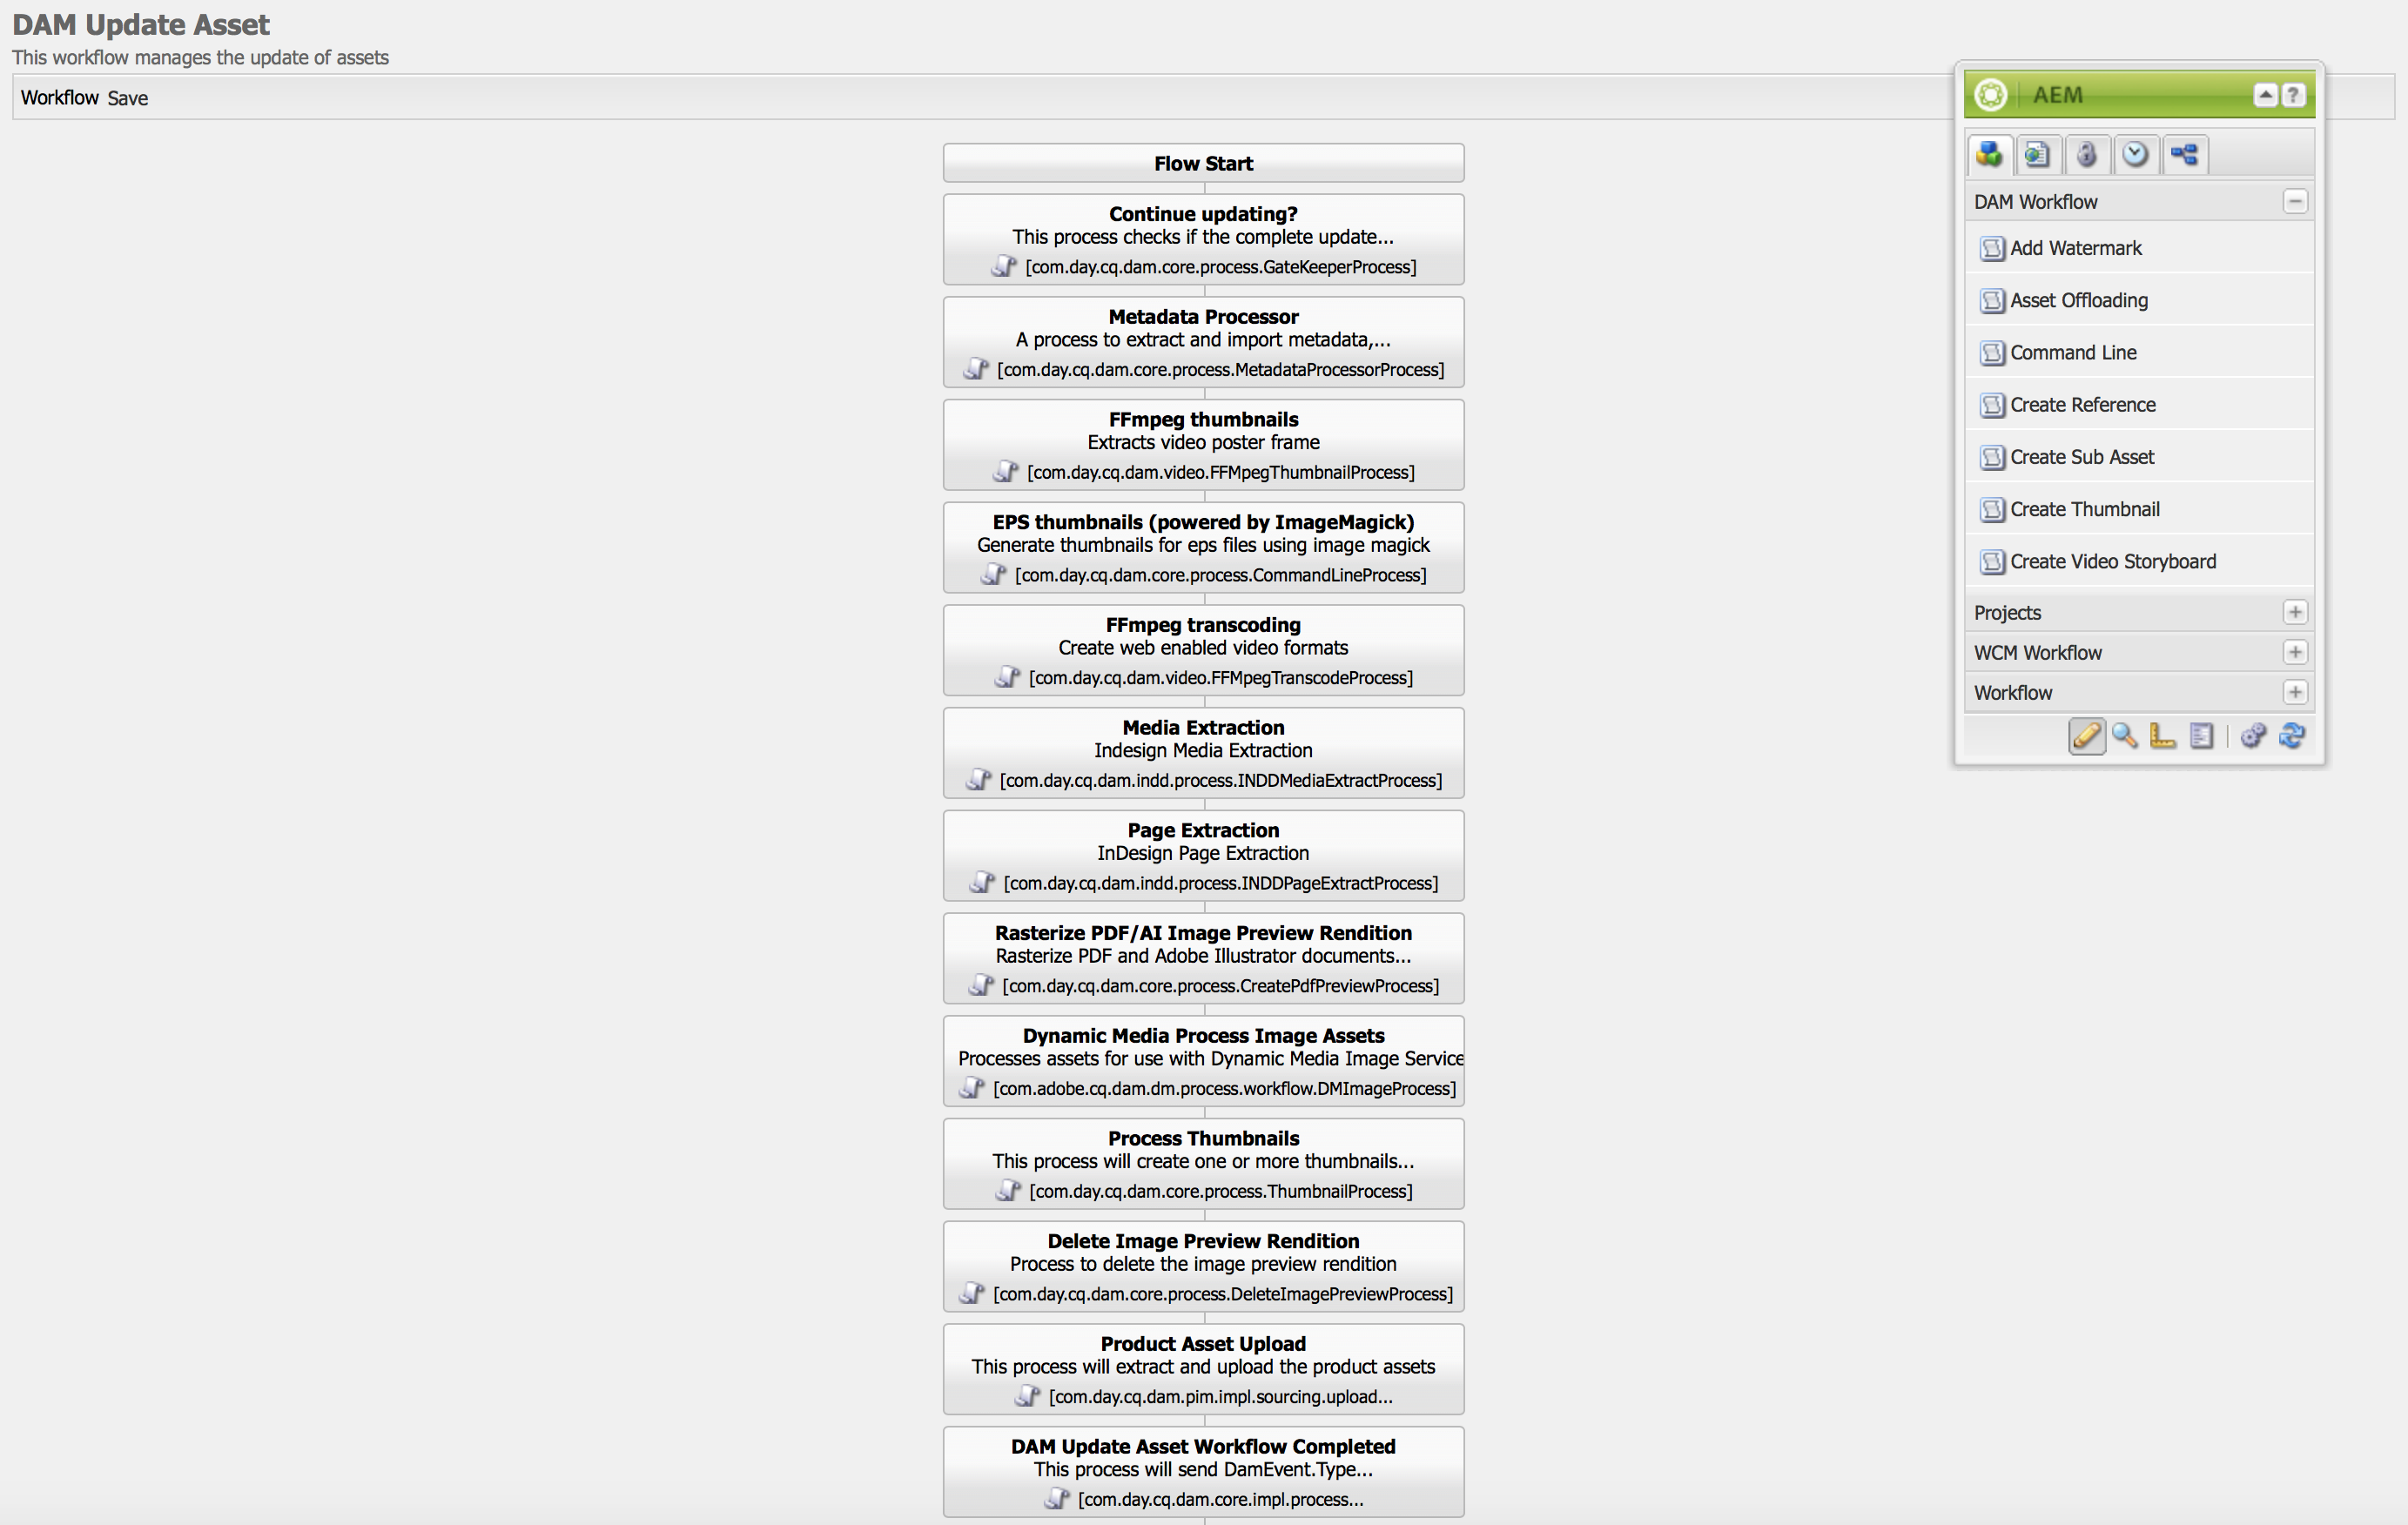 DAM Update Asset
This workflow manages the update of assets
Workflow Save
Flow Start
Continue updating?
This process checks if the complete update...
[com.day.cq.dam.core.process.GateKeeperProcess]
Metadata Processor
A process to extract and import metadata,...
[com.day.cq.dam.core.process.MetadataProcessorProcess]
FFmpeg thumbnails
Extracts video poster frame
[com.day.cq.dam.video.FFMpegThumbnailProcess]
EPS thumbnails (powered by ImageMagick)
Generate thumbnails for eps files using image magick
[com.day.cq.dam.core.process.CommandLineProcess]
FFmpeg transcoding
Create web enabled video formats
[com.day.cq.dam.video.FFMpegTranscodeProcess]
Media Extraction
Indesign Media Extraction
[com.day.cq.dam.indd.process.INDDMediaExtractProcess]
Page Extraction
InDesign Page Extraction
[com.day.cq.dam.indd.process.INDDPageExtractProcess]
Rasterize PDF/AI Image Preview Rendition
Rasterize PDF and Adobe Illustrator documents...
[com.day.cq.dam.core.process.CreatePdfPreviewProcess]
Dynamic Media Process Image Assets
Processes assets for use with Dynamic Media Image Service
[com.adobe.cq.dam.dm.process.workflow.DMImageProcess]
Process Thumbnails
This process will create one or more thumbnails...
[com.day.cq.dam.core.process.ThumbnailProcess]
Delete Image Preview Rendition
Process to delete the image preview rendition
[com.day.cq.dam.core.process.DeleteImagePreviewProcess]
Product Asset Upload
This process will extract and upload the product assets
[com.day.cq.dam.pim.impl.sourcing.upload...
DAM Update Asset Workflow Completed
This process will send DamEvent.Type...
[com.day.cq.dam.core.impl.process...
AEM
?
DAM Workflow
Add Watermark
Asset Offloading
Command Line
Create Reference
Create Sub Asset
Create Thumbnail
Create Video Storyboard
Projects
WCM Workflow
Workflow